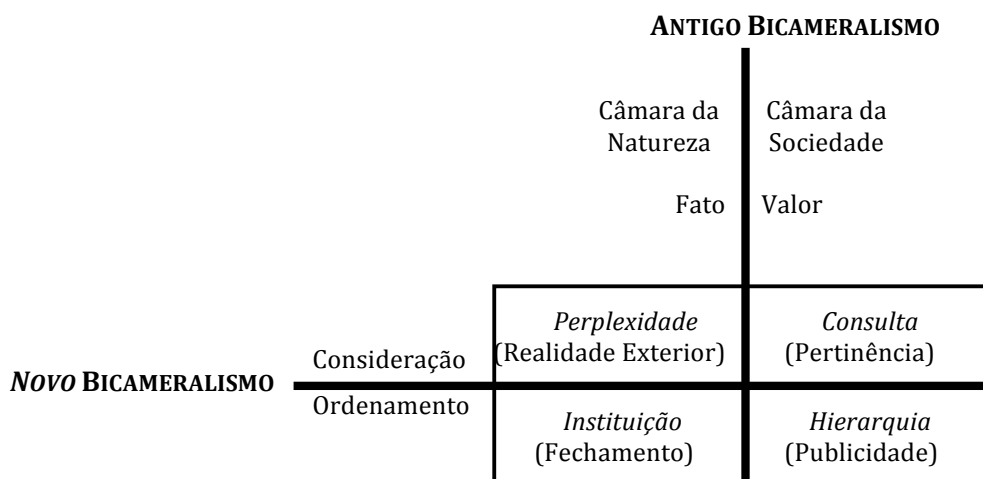 ANTIGO BICAMERALISMO
Câmara da Natureza
Câmara da Sociedade
Fato
Valor
NOVO BICAMERALISMO
Consideração
Ordenamento
Perplexidade
(Realidade Exterior)
Consulta
(Pertinência)
Instituição
(Fechamento)
Hierarquia
(Publicidade)